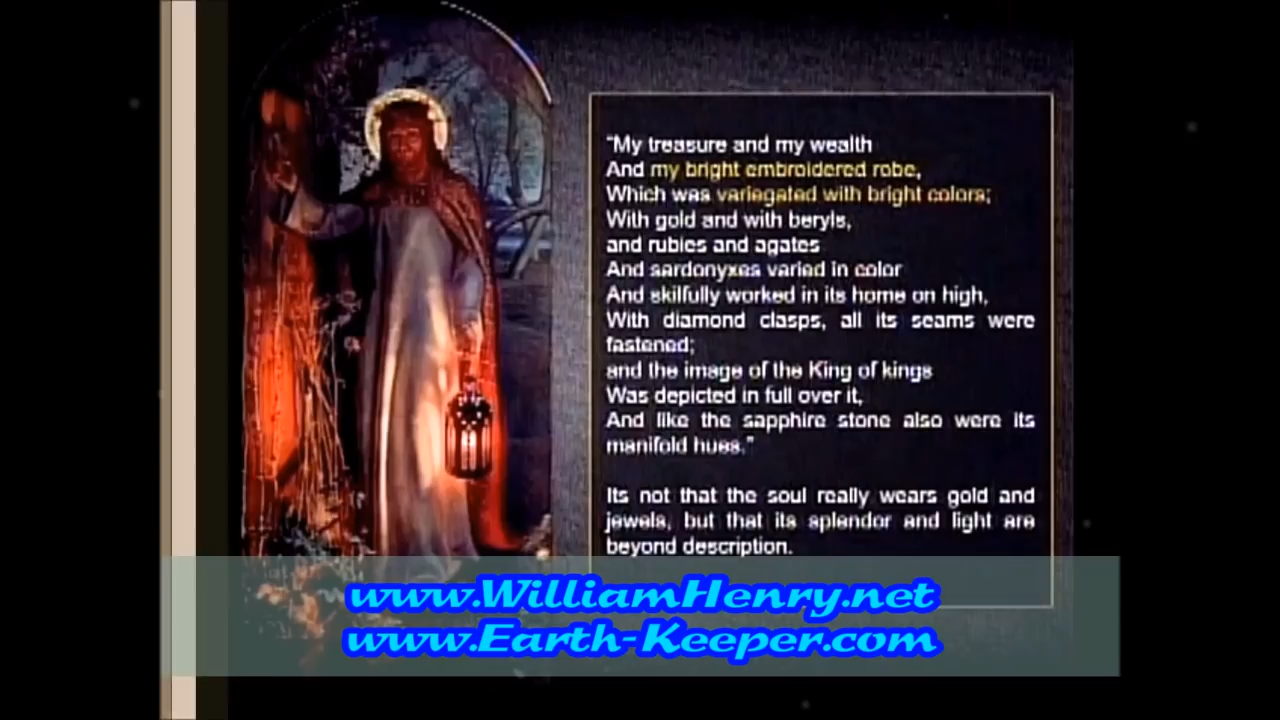 "My treasure and my wealth
And my bright embroidered robe,
Which was variegated with bright colors;
With gold and with beryls,
and rubies and agates
And sardonyxes varied in color
And skilfully worked in its home on high,
With diamond clasps, all its seams were
fastened;
and the image of the King of kings
Was depicted in full over it,
And like the sapphire stone also were its
manifold hues."
Its not that the soul really wears gold and
jewels, but that its splendor and light are
beyond description.
www.WilliamHenry.net
www.Earth-Keeper.com